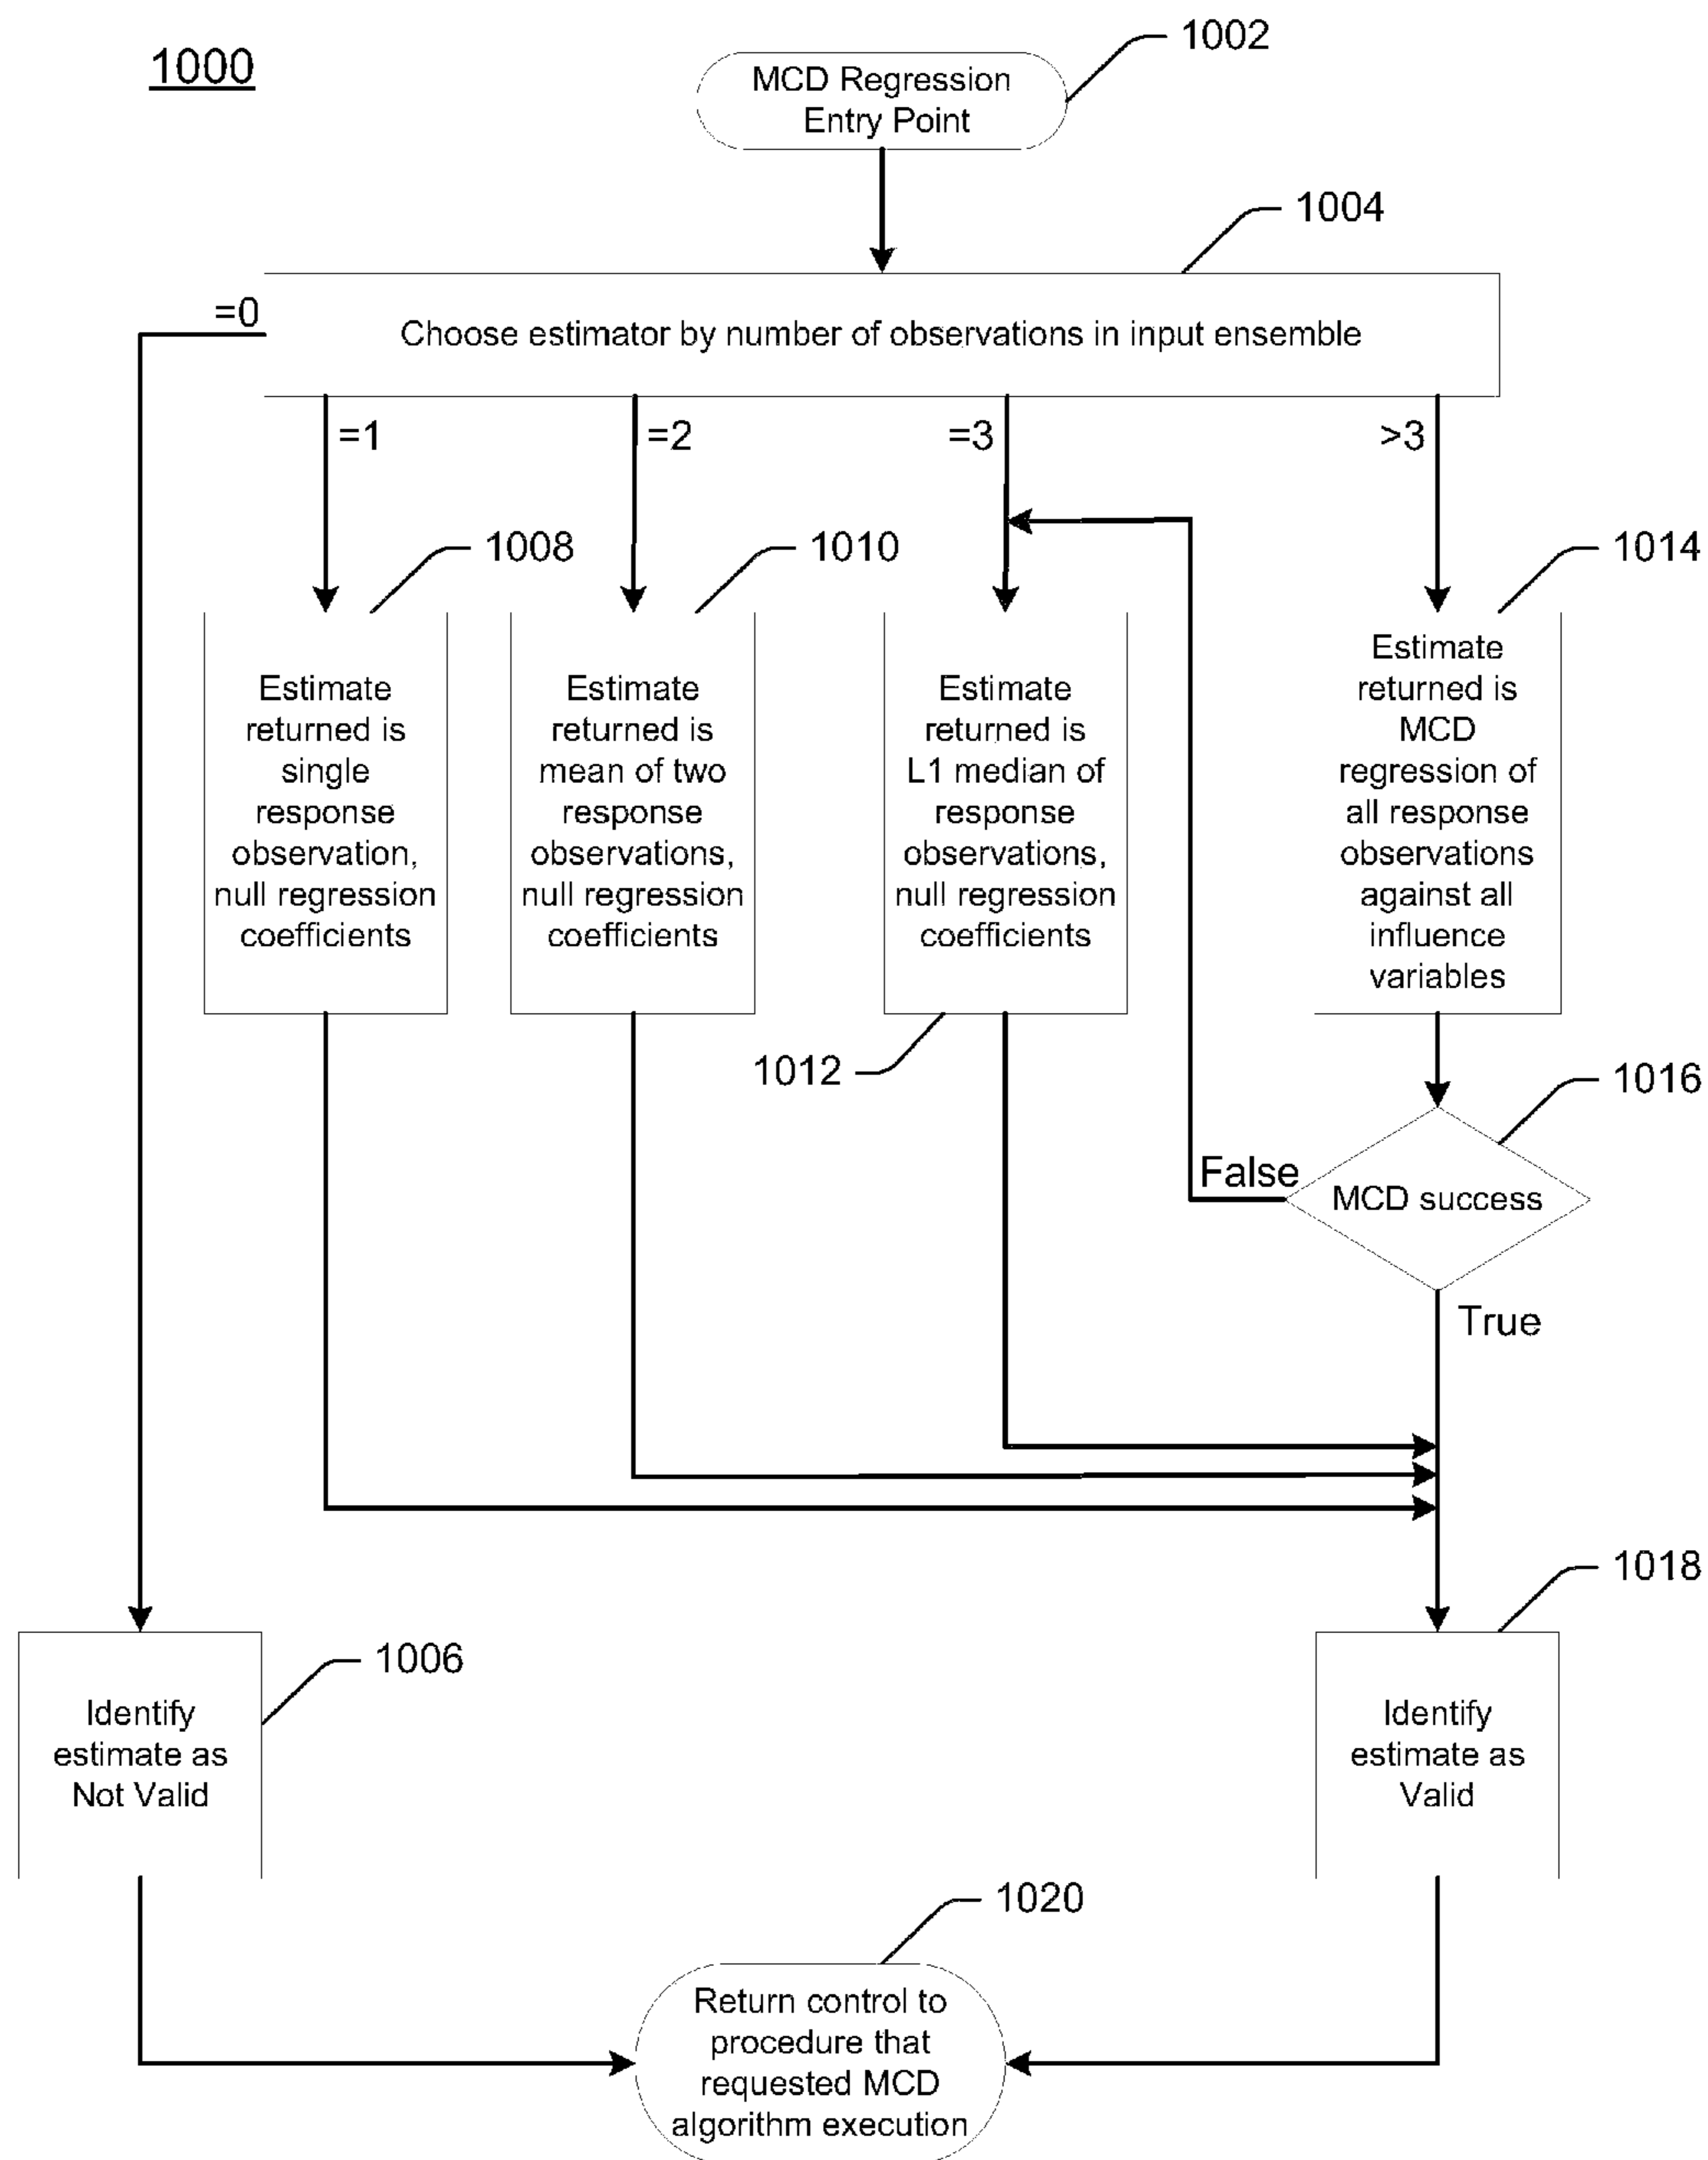 1000
1002
MCD Regression
Entry Point
1004
=0
Choose estimator by number of observations in input ensemble
=1
=2
=3
>3
1008
1010
1014
Estimate
returned is
single
response
observation,
null regression
coefficients
Estimate
returned is
mean of two
response
observations,
null regression
coefficients
Estimate
returned is
L1 median of
response
observations,
null regression
coefficients
Estimate
returned is
MCD
regression of
all response
observations
against all
influence
variables
1012
1016
False
MCD success
True
1018
1006
Identify
estimate as
Not Valid
Identify
estimate as
Valid
1020
Return control to
procedure that
requested MCD
algorithm execution